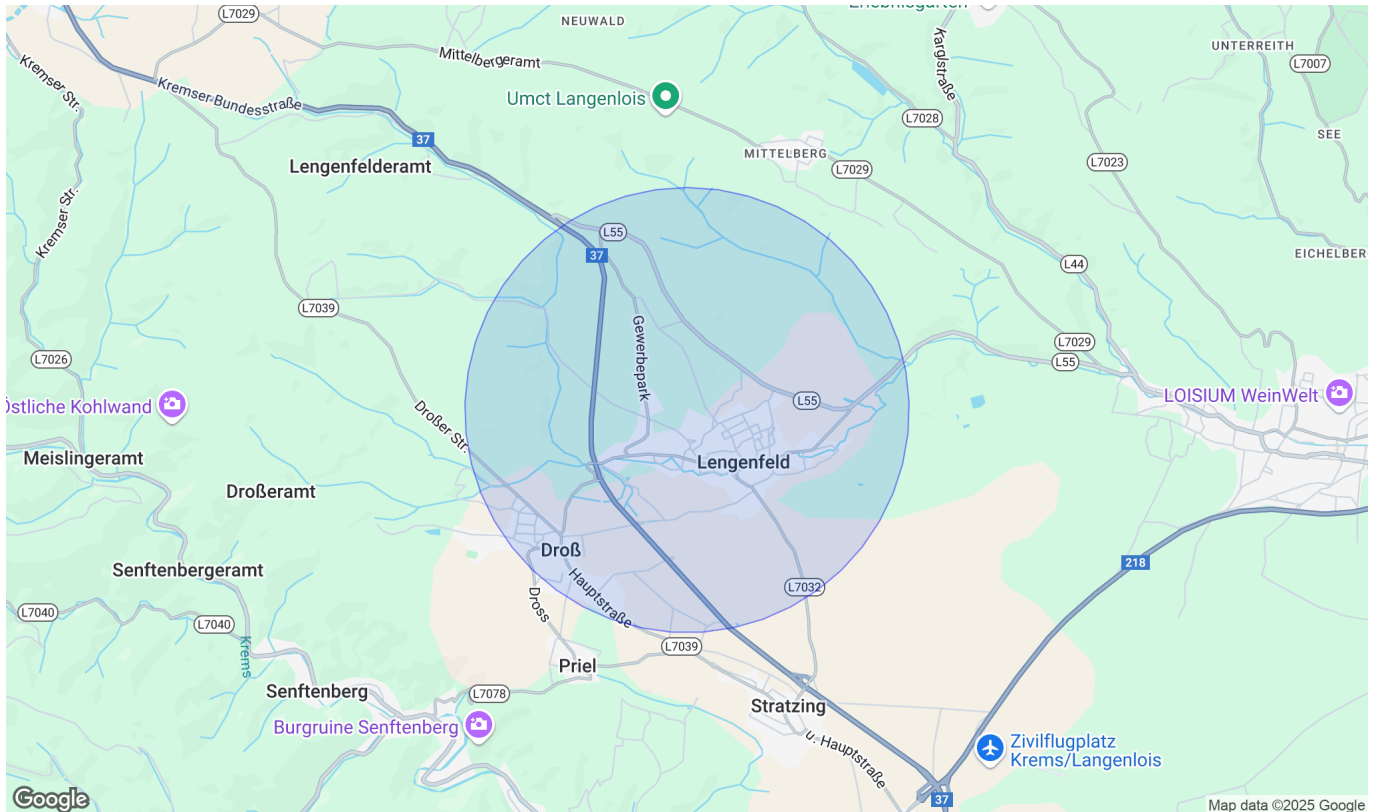 Erlebnisgarten
L7029
NEUWALD
Karglstraße
UNTERREITH
Kremser Str.
Mittelbergeramt
L7007
Kremser Bundesstraße
Umct Langenlois
L7028
SEE
37
MITTELBERG
Lengenfelderamt
L7029
L7023
Kremser Str.
L55
EICHELBERG
37
L44
L7039
Gewerbepark
L7029
L7026
L55
Östliche Kohlwand
L55
LOISIUM WeinWelt
Droßer Str.
Meislingeramt
Lengenfeld
Droßeramt
Droß
218
Senftenbergeramt
Hauptstraße
L7032
L7040
L7040
Dross
Krems
L7039
Priel
Senftenberg
L7078
Stratzing
Burgruine Senftenberg
u. Hauptstraße
Zivilflugplatz
Krems/Langenlois
37
Google
Map data ©2025 Google